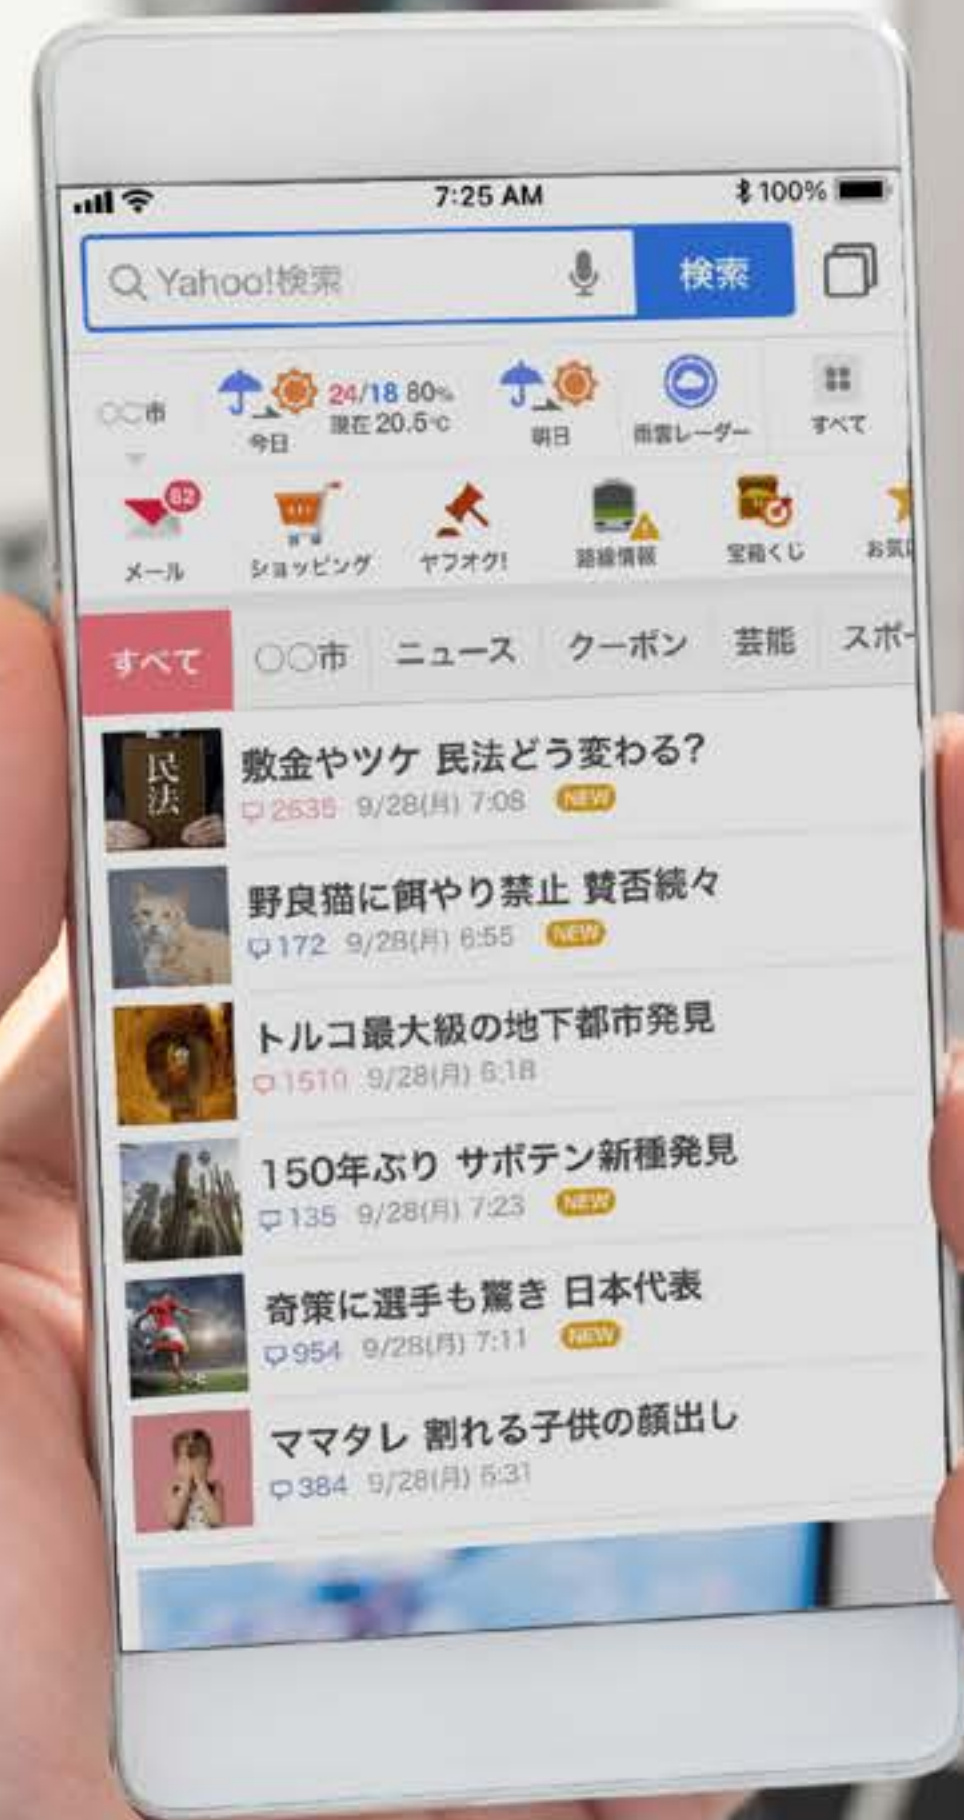 7:25 AM
100%
Yahoo!検索
検索
○○市
今日
24/18 80%
現在 20.5℃
明日
雨雲レーダー
すべて
82
メール
ショッピング
ヤフオク!
路線情報
宝箱くじ
お気に
すべて
○○市
ニュース
クーポン
芸能
スポー
民法
敷金やツケ 民法どう変わる?
2635 9/28(月) 7:08 NEW
野良猫に餌やり禁止 賛否続々
172 9/28(月) 6:55 NEW
トルコ最大級の地下都市発見
1510 9/28(月) 6:18
150年ぶり サボテン新種発見
135 9/28(月) 7:23 NEW
奇策に選手も驚き 日本代表
954 9/28(月) 7:11 NEW
ママタレ 割れる子供の顔出し
384 9/28(月) 6:31